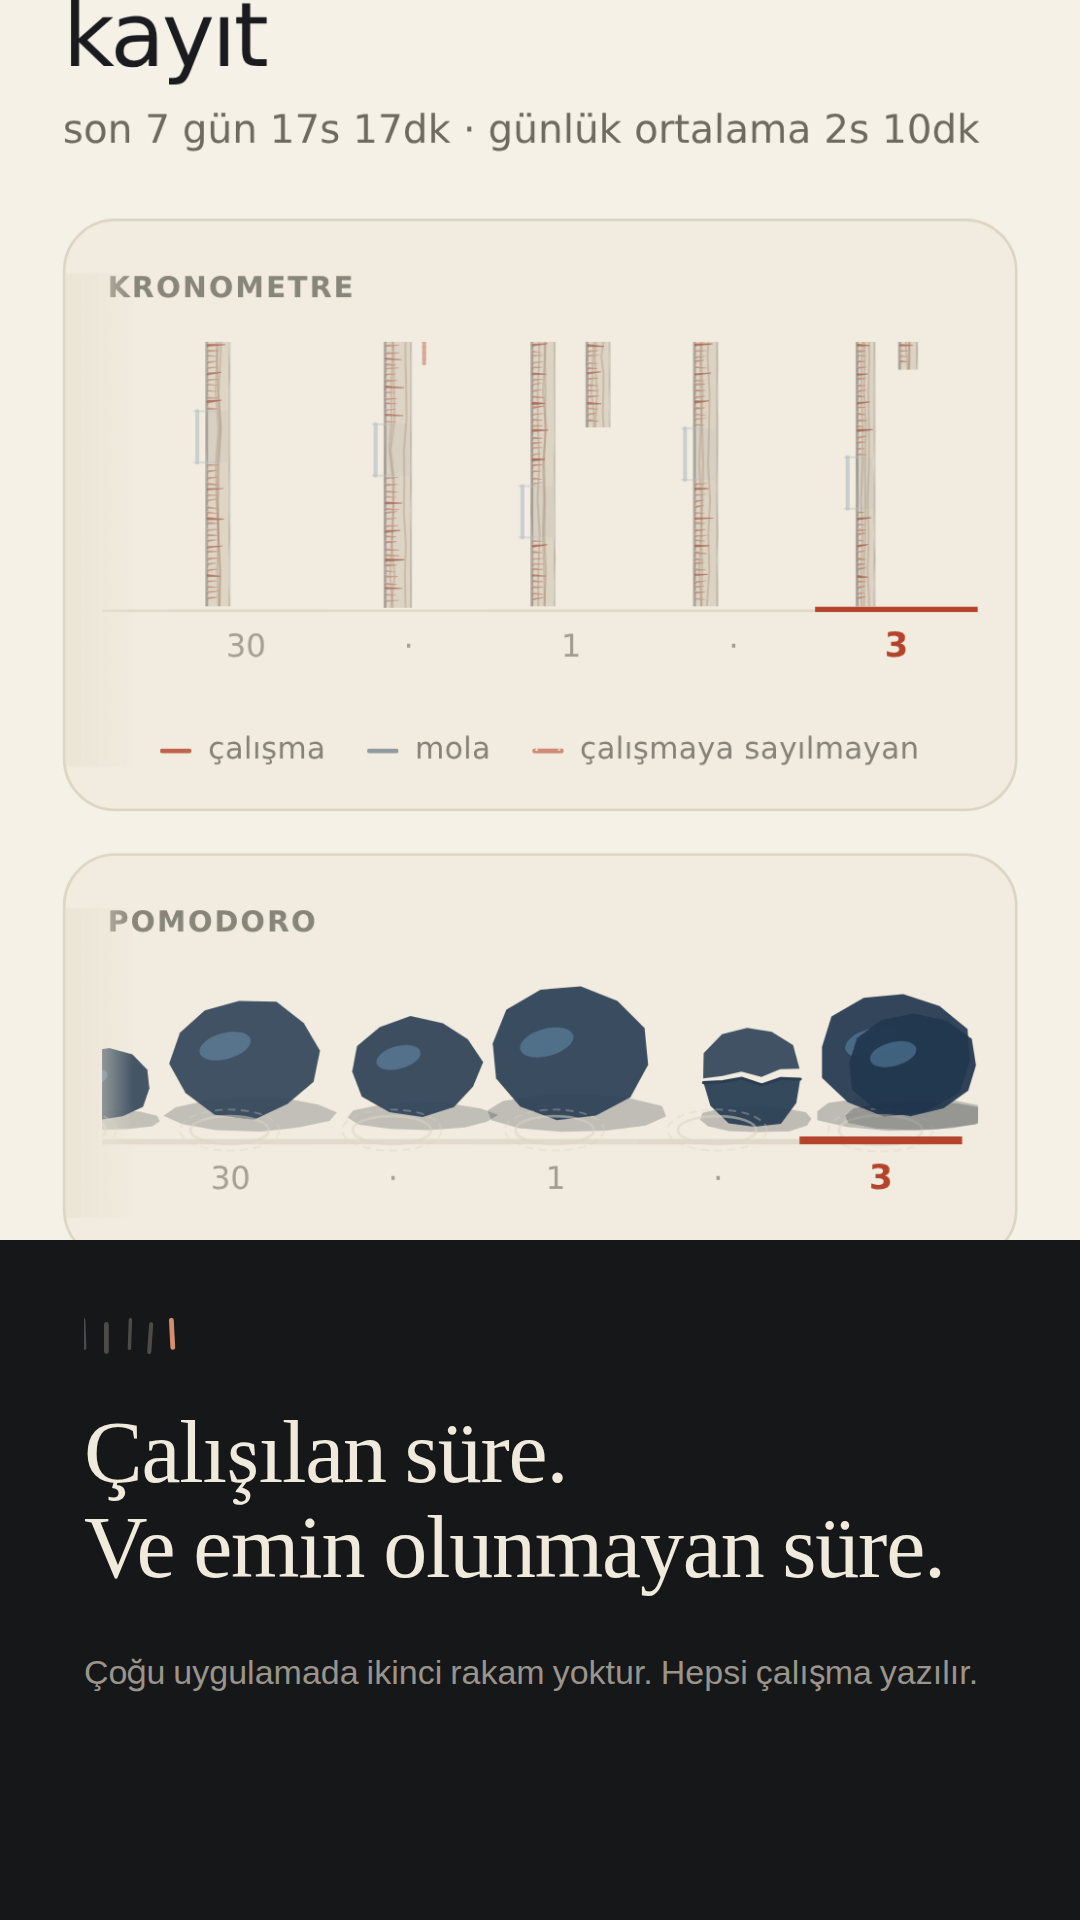 kayıt
son 7 gün 17s 17dk · günlük ortalama 2s 10dk
KRONOMETRE
30 · 1 · 3
çalışma mola çalışmaya sayılmayan
POMODORO
30 · 1 · 3
Çalışılan süre.
Ve emin olunmayan süre.
Çoğu uygulamada ikinci rakam yoktur. Hepsi çalışma yazılır.